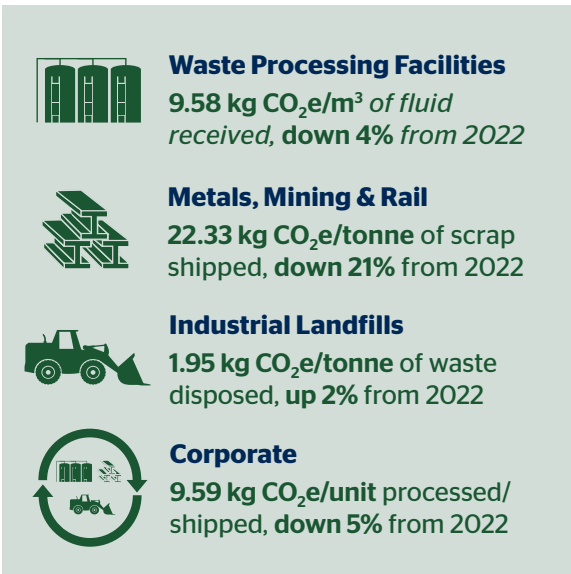 Waste Processing Facilities
9.58 kg CO₂e/m³ of fluid
received, down 4% from 2022
Metals, Mining & Rail
22.33 kg CO₂e/tonne of scrap
shipped, down 21% from 2022
Industrial Landfills
1.95 kg CO₂e/tonne of waste
disposed, up 2% from 2022
Corporate
9.59 kg CO₂e/unit processed/
shipped, down 5% from 2022